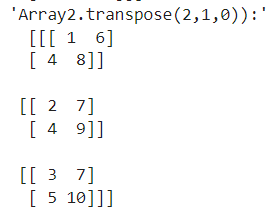 'Array2.transpose(2,1,0)):'
[[[ 1 6]
[ 4 8]]
[[ 2 7]
[ 4 9]]
[[ 3 7]
[ 5 10]]]